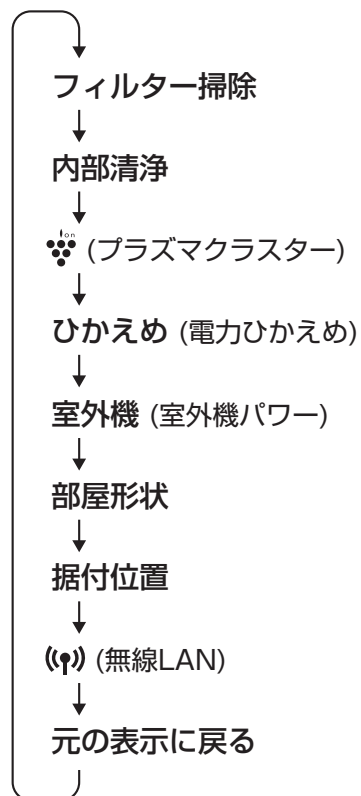 フィルター掃除
内部清浄
ion (プラズマクラスター)
ひかえめ (電力ひかえめ)
室外機 (室外機パワー)
部屋形状
据付位置
(無線LAN)
元の表示に戻る